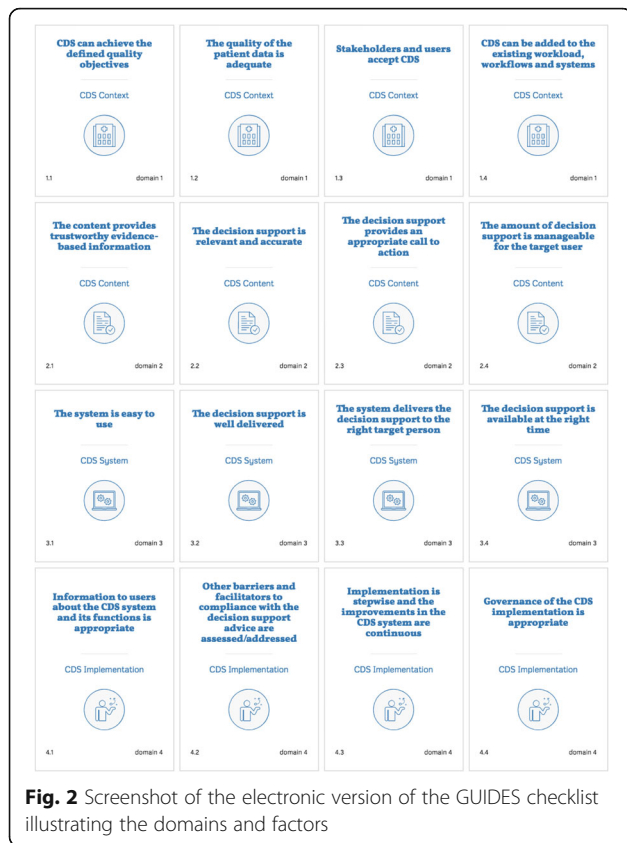 CDS can achieve the
defined quality
objectives
CDS Context
1.1 domain 1
The quality of the
patient data is
adequate
CDS Context
1.2 domain 1
Stakeholders and users
accept CDS
CDS Context
1.3 domain 1
CDS can be added to the
existing workload,
workflows and systems
CDS Context
1.4 domain 1
The content provides
trustworthy evidence-
based information
CDS Content
2.1 domain 2
The decision support is
relevant and accurate
CDS Content
2.2 domain 2
The decision support
provides an
appropriate call to
action
CDS Content
2.3 domain 2
The amount of decision
support is manageable
for the target user
CDS Content
2.4 domain 2
The system is easy to
use
CDS System
3.1 domain 3
The decision support is
well delivered
CDS System
3.2 domain 3
The system delivers the
decision support to the
right target person
CDS System
3.3 domain 3
The decision support is
available at the right
time
CDS System
3.4 domain 3
Information to users
about the CDS system
and its functions is
appropriate
CDS Implementation
4.1 domain 4
Other barriers and
facilitators to
compliance with the
decision support
advice are
assessed/addressed
CDS Implementation
4.2 domain 4
Implementation is
stepwise and the
improvements in the
CDS system are
continuous
CDS Implementation
4.3 domain 4
Governance of the CDS
implementation is
appropriate
CDS Implementation
4.4 domain 4
Fig. 2 Screenshot of the electronic version of the GUIDES checklist
illustrating the domains and factors